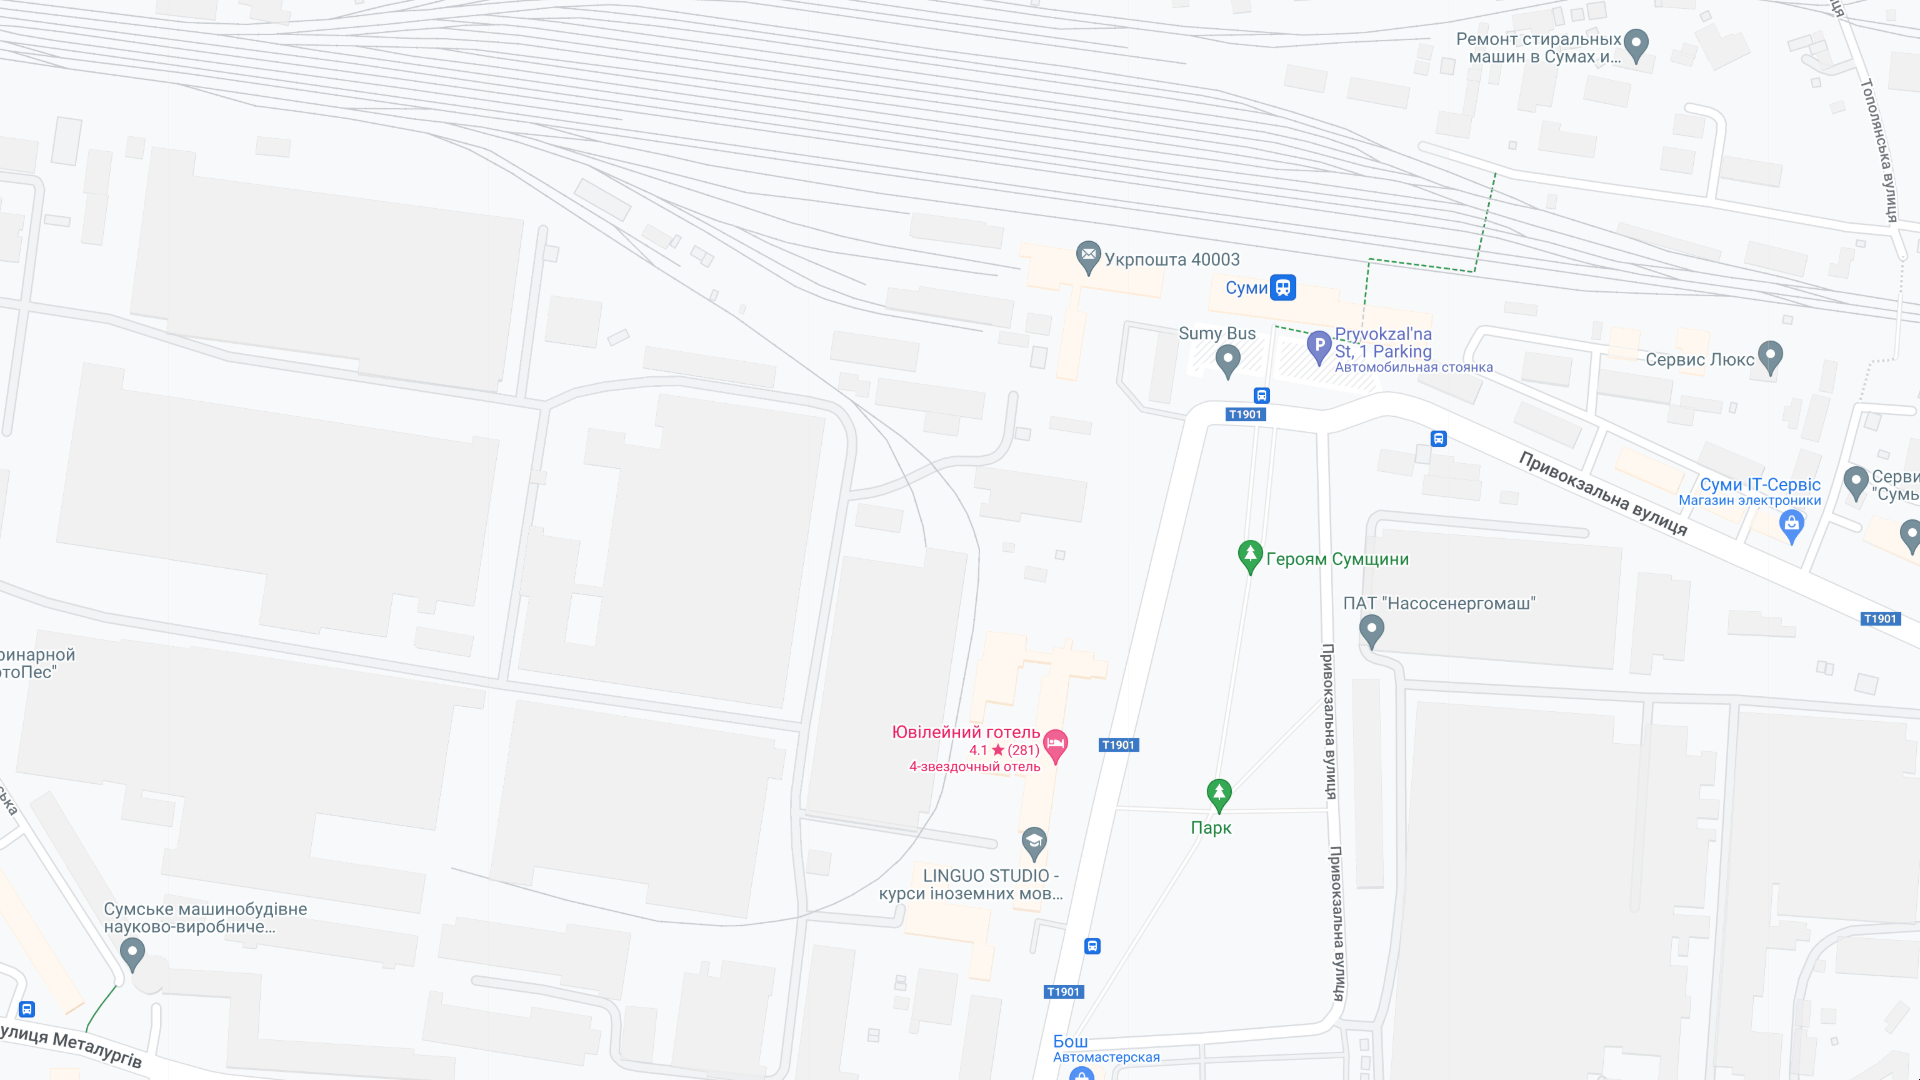 Ремонт стиральных
машин в Сумах и...
Тополянська вулиця
Укрпошта 40003
Суми
Sumy Bus
P
Pryvokzal'na
St, 1 Parking
Автомобильная стоянка
Сервис Люкс
T1901
Привокзальна вулиця
Суми ІТ-Сервіс
Магазин электроники
Серви
"Сумь
Героям Сумщини
ПАТ "Насосенергомаш"
T1901
ринарной
отоПес"
Привокзальна вулиця
Ювілейний готель
4.1 ★ (281)
4-звездочный отель
T1901
Парк
ська
LINGUO STUDIO -
курси іноземних мов...
Привокзальна вулиця
Сумське машинобудівне
науково-виробниче...
T1901
улиця Металургів
Бош
Автомастерская